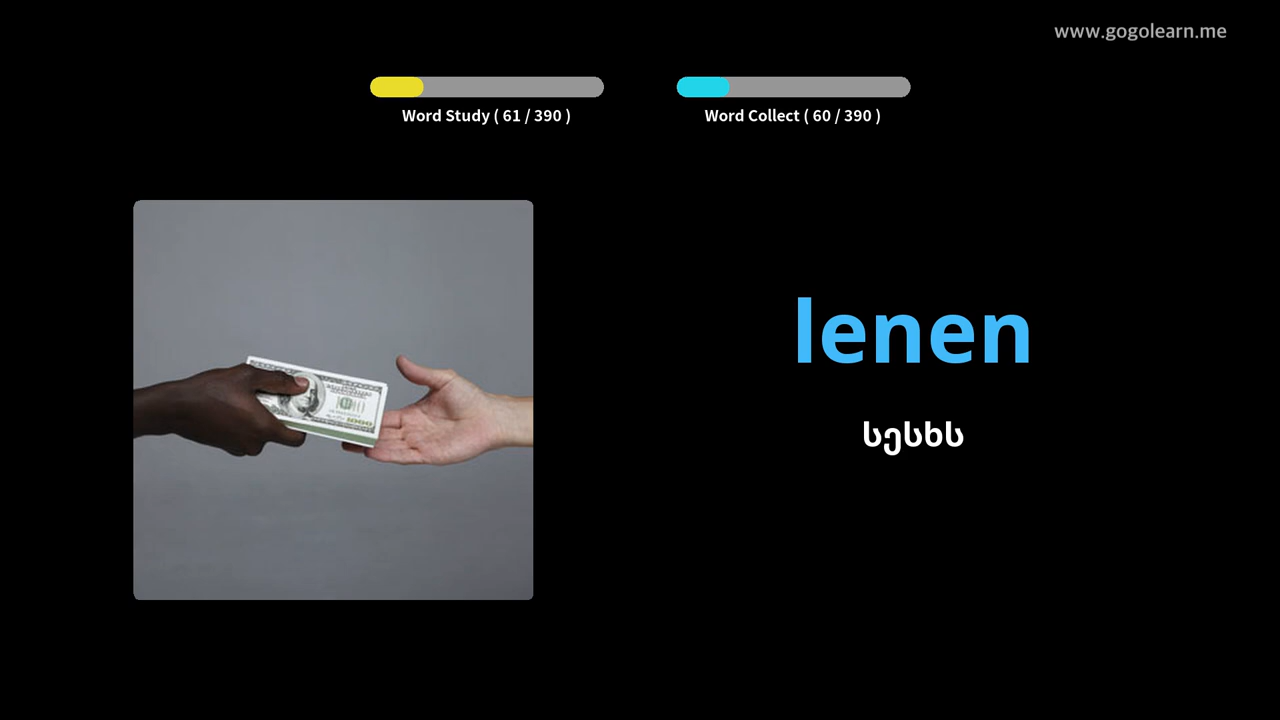 www.gogolearn.me
Word Study ( 61 / 390 )
Word Collect ( 60 / 390 )
lenen
სესხს